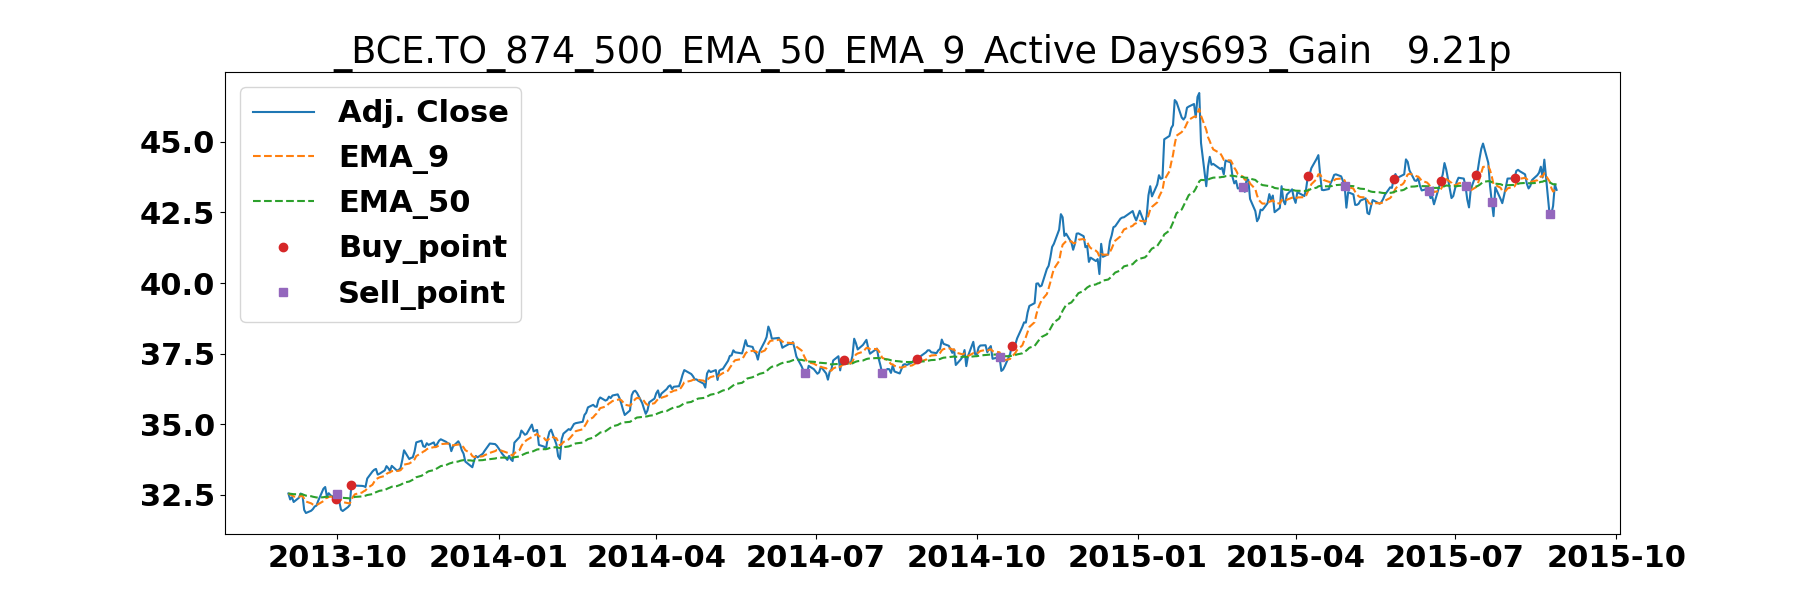 _BCE.TO_874_500_EMA_50_EMA_9_Active Days693_Gain   9.21p
Adj. Close
EMA_9
EMA_50
Buy_point
Sell_point
45.0
42.5
40.0
37.5
35.0
32.5
2013-10 2014-01 2014-04 2014-07 2014-10 2015-01 2015-04 2015-07 2015-10